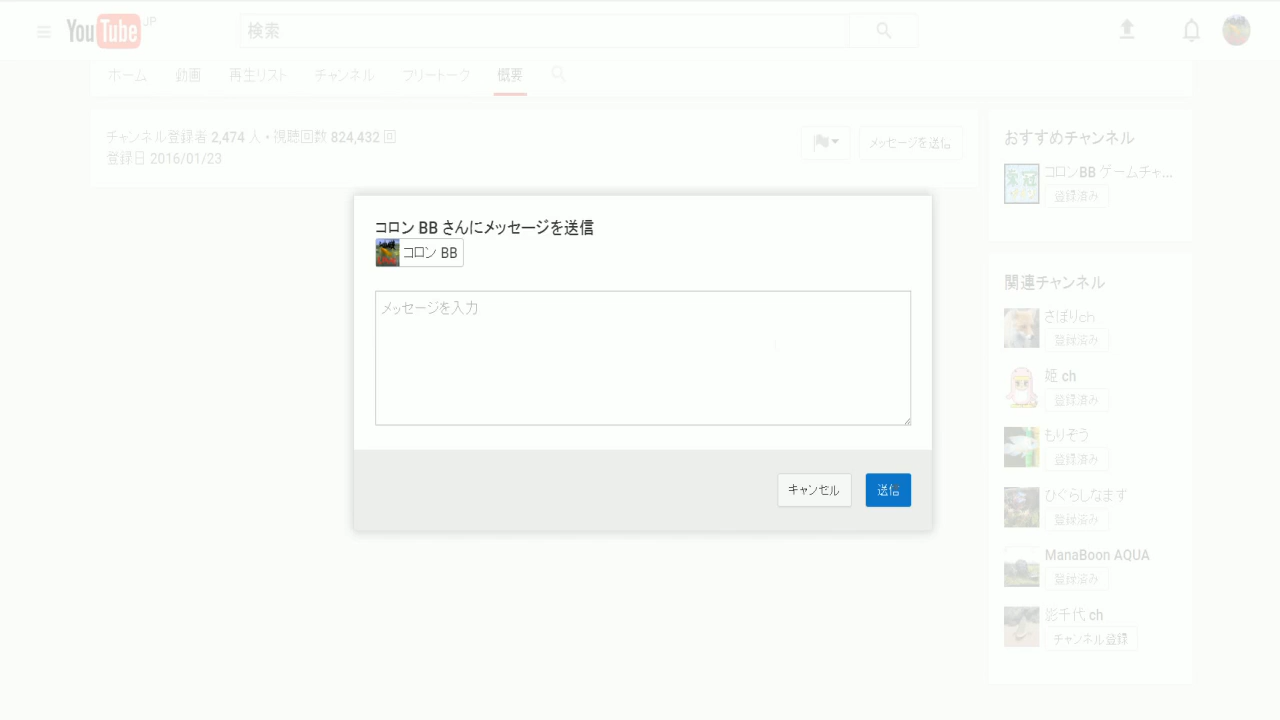 YouTube JP
検索
ホーム 動画 再生リスト チャンネル フリートーク 概要
チャンネル登録者 2,474 人・視聴回数 824,432 回
登録日 2016/01/23
メッセージを送信
コロン BB さんにメッセージを送信
コロン BB
メッセージを入力
キャンセル 送信
おすすめチャンネル
コロンBB ゲームチャ...
登録済み
関連チャンネル
さぼりch
登録済み
姫 ch
登録済み
もりぞう
登録済み
ひぐらしなます
登録済み
ManaBoon AQUA
登録済み
影千代 ch
チャンネル登録